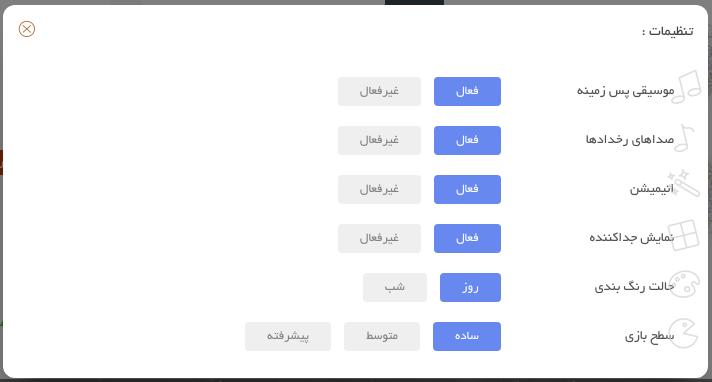 تنظیمات :
موسیقی پس زمینه فعال غیرفعال
صداهای رخدادها فعال غیرفعال
انیمیشن فعال غیرفعال
نمایش جداکننده فعال غیرفعال
حالت رنگ بندی روز شب
سطح بازی ساده متوسط پیشرفته